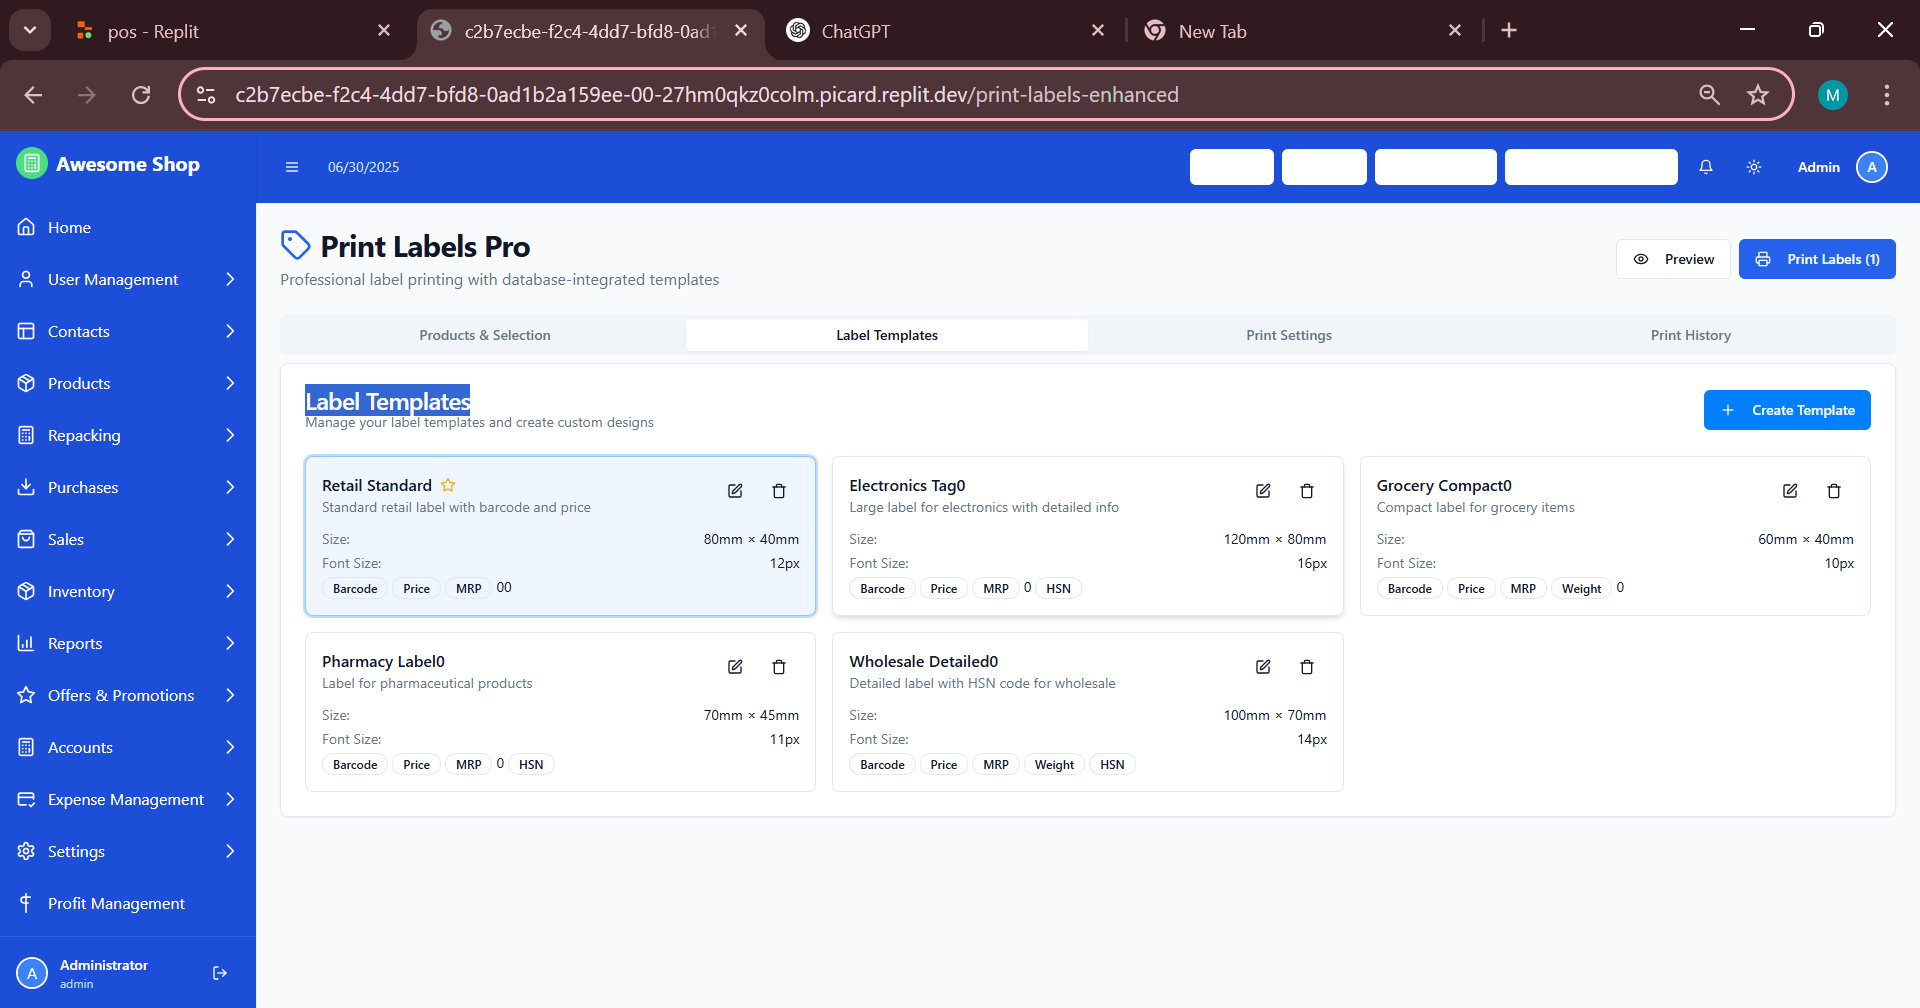 pos - Replit
c2b7ecbe-f2c4-4dd7-bfd8-0ad1
ChatGPT
New Tab
c2b7ecbe-f2c4-4dd7-bfd8-0ad1b2a159ee-00-27hm0qkz0colm.picard.replit.dev/print-labels-enhanced
M
Awesome Shop
06/30/2025
Admin
A
Home
User Management
Contacts
Products
Repacking
Purchases
Sales
Inventory
Reports
Offers & Promotions
Accounts
Expense Management
Settings
Profit Management
A
Administrator
admin
Print Labels Pro
Professional label printing with database-integrated templates
Preview
Print Labels (1)
Products & Selection
Label Templates
Print Settings
Print History
Label Templates
Manage your label templates and create custom designs
Create Template
Retail Standard
Standard retail label with barcode and price
Size: 80mm × 40mm
Font Size: 12px
Barcode Price MRP 00
Electronics Tag0
Large label for electronics with detailed info
Size: 120mm × 80mm
Font Size: 16px
Barcode Price MRP 0 HSN
Grocery Compact0
Compact label for grocery items
Size: 60mm × 40mm
Font Size: 10px
Barcode Price MRP Weight 0
Pharmacy Label0
Label for pharmaceutical products
Size: 70mm × 45mm
Font Size: 11px
Barcode Price MRP 0 HSN
Wholesale Detailed0
Detailed label with HSN code for wholesale
Size: 100mm × 70mm
Font Size: 14px
Barcode Price MRP Weight HSN